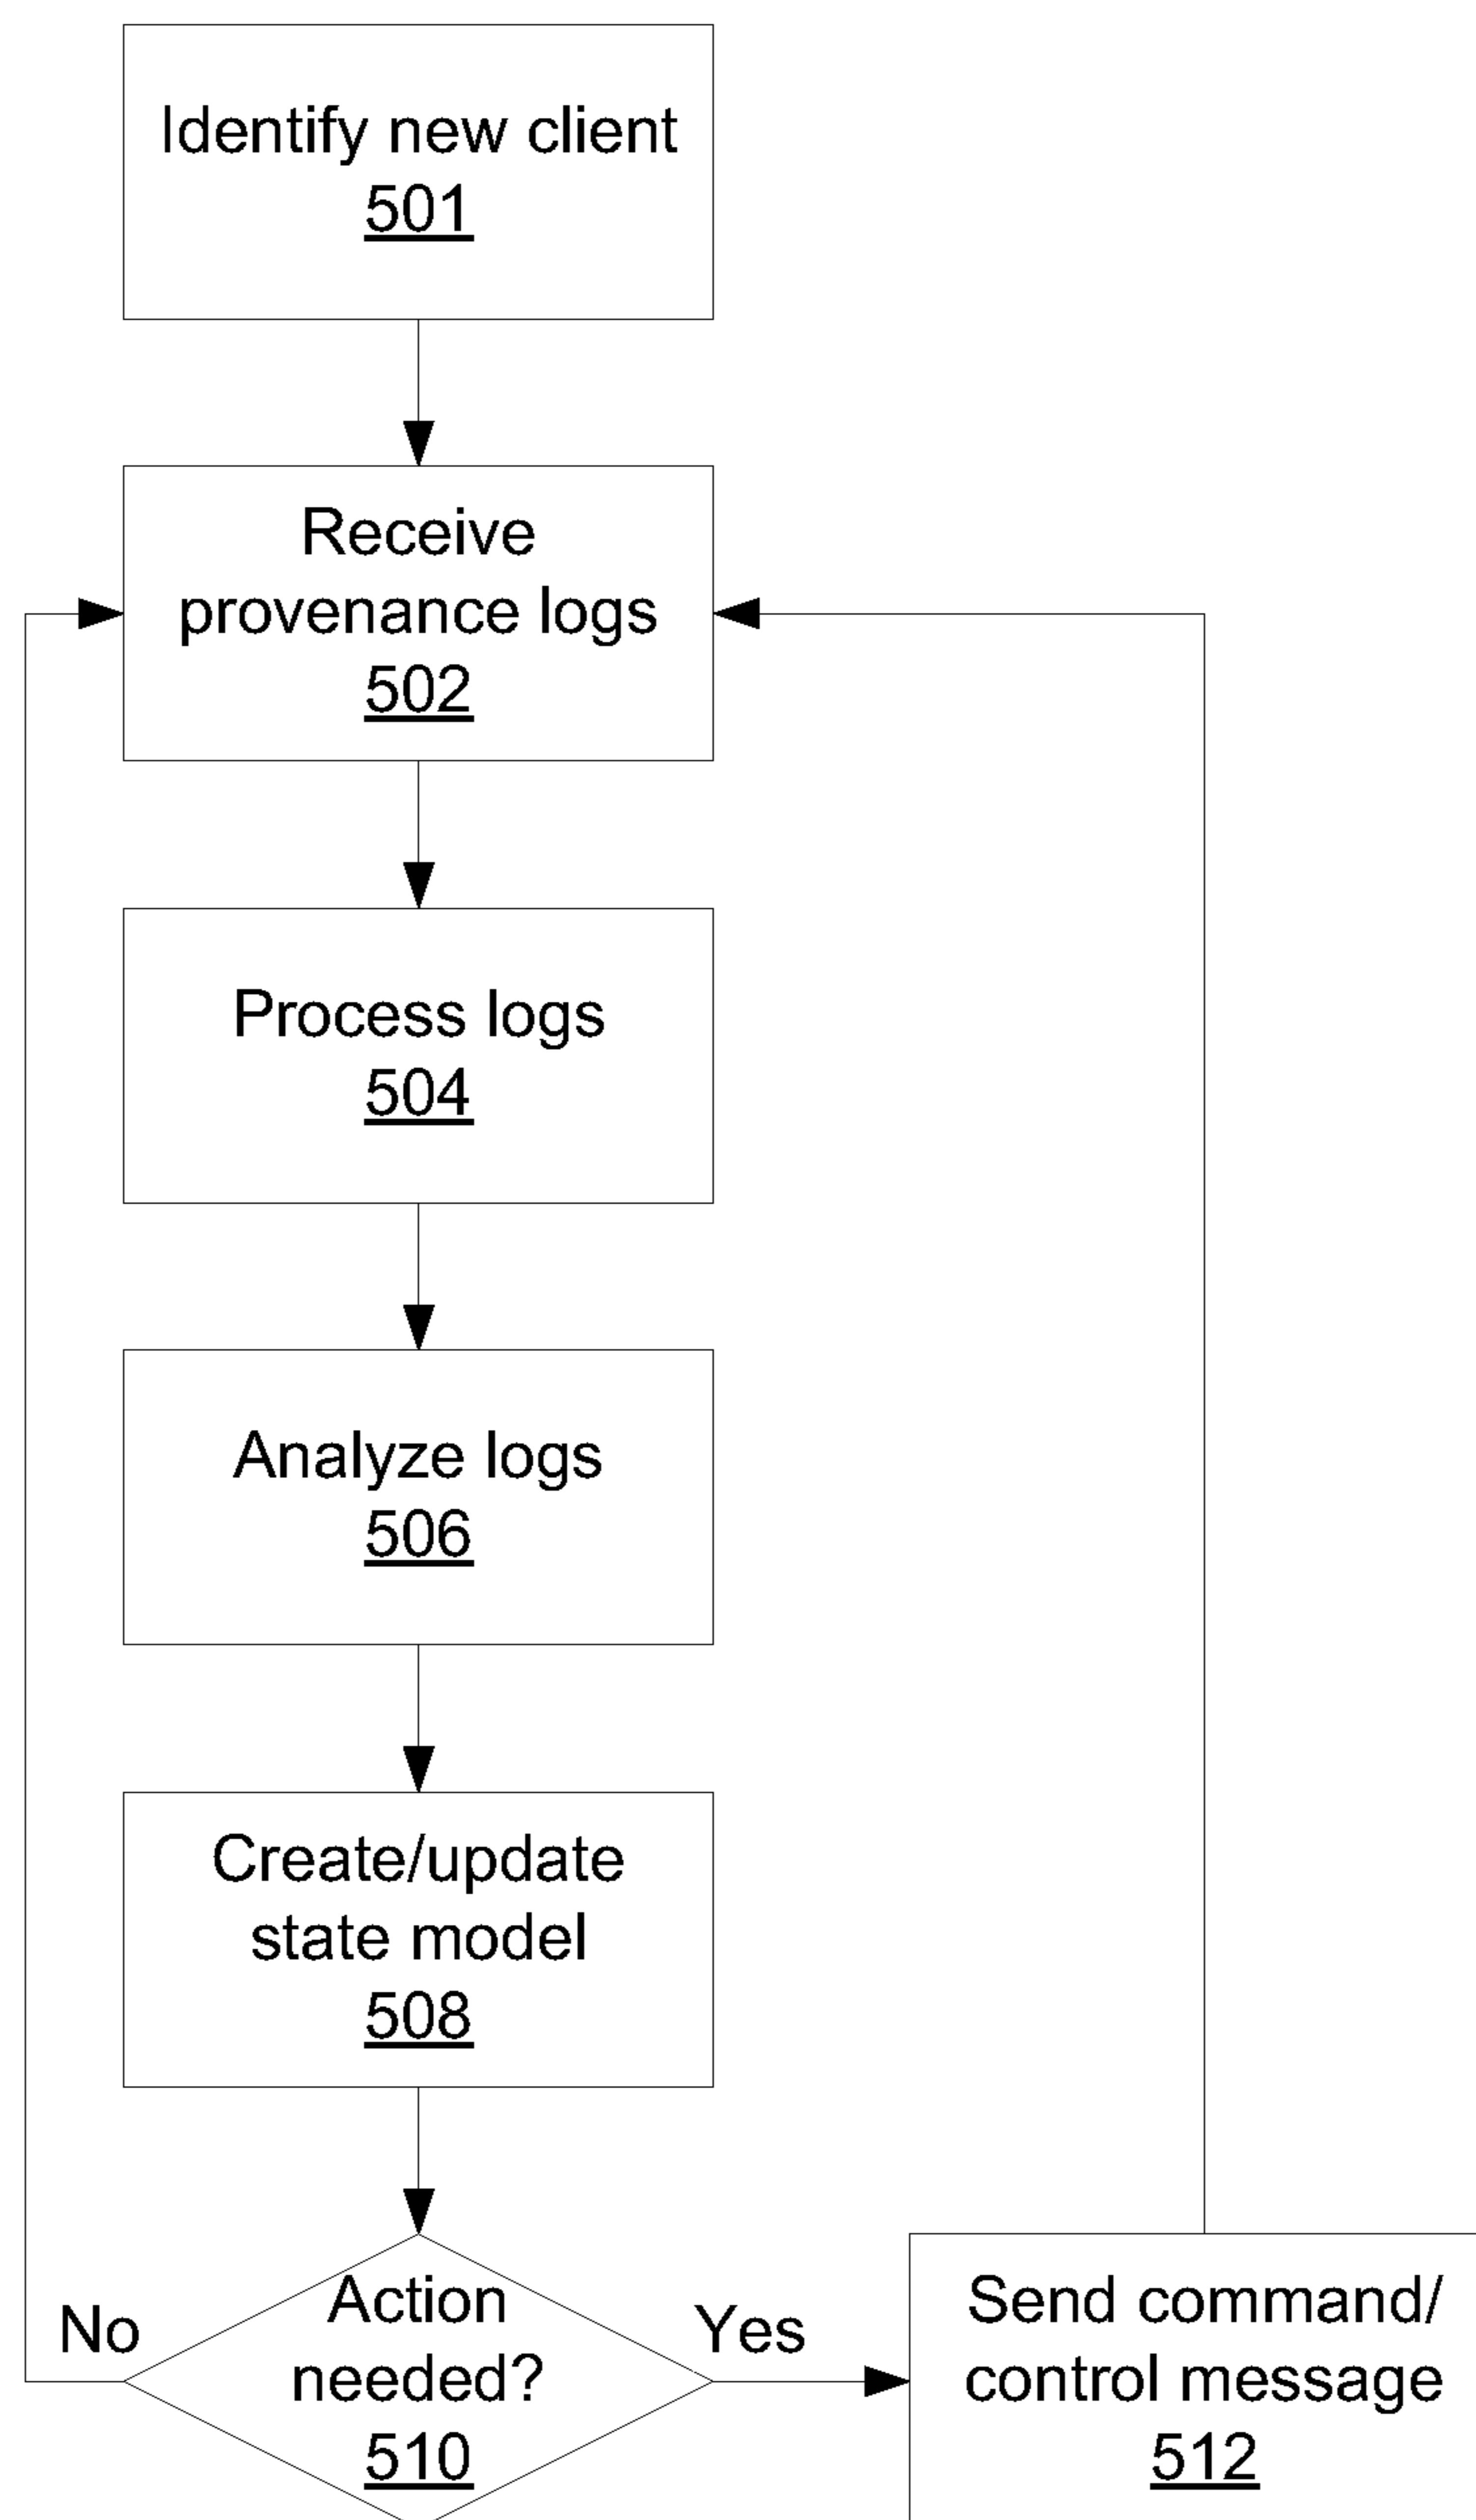 Identify new client
501
Receive
provenance logs
502
Process logs
504
Analyze logs
506
Create/update
state model
508
Action
needed?
510
No
Yes
Send command/
control message
512